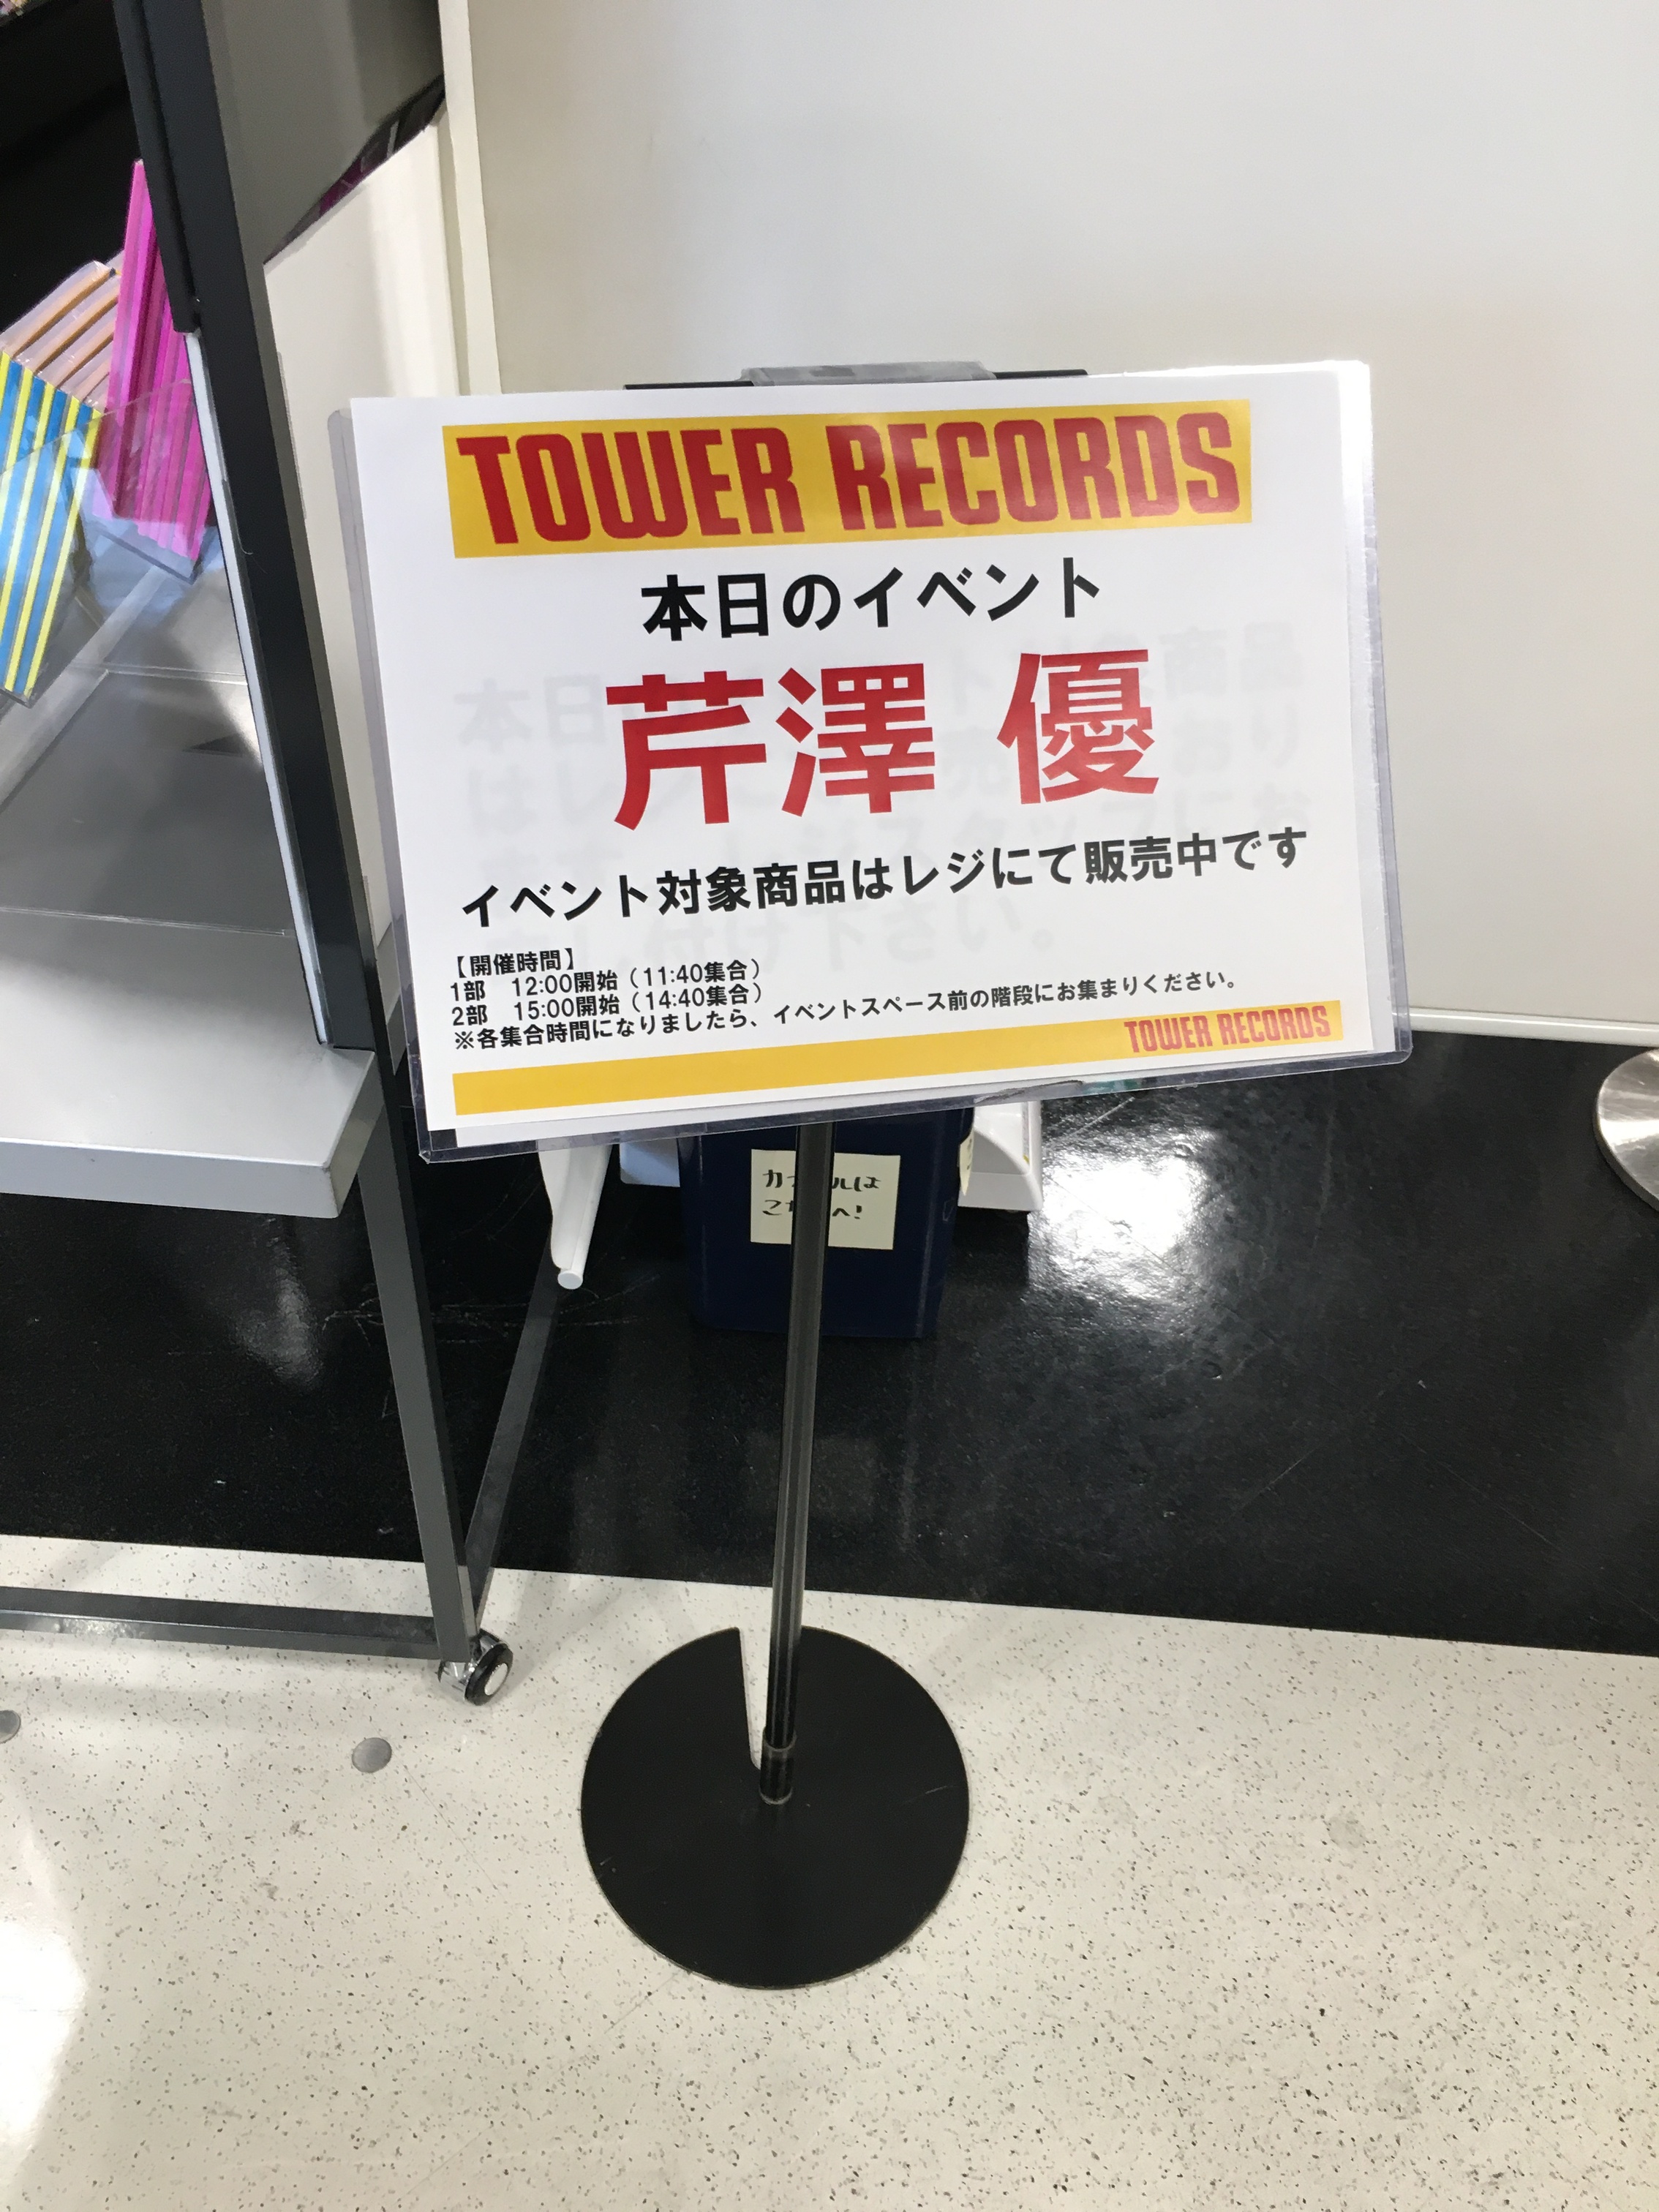 TOWER RECORDS
本日のイベント
芹澤 優
イベント対象商品はレジにて販売中です
【開催時間】
1部 12:00開始（11:40集合）
2部 15:00開始（14:40集合）
※各集合時間になりましたら、イベントスペース前の階段にお集まりください。
TOWER RECORDS